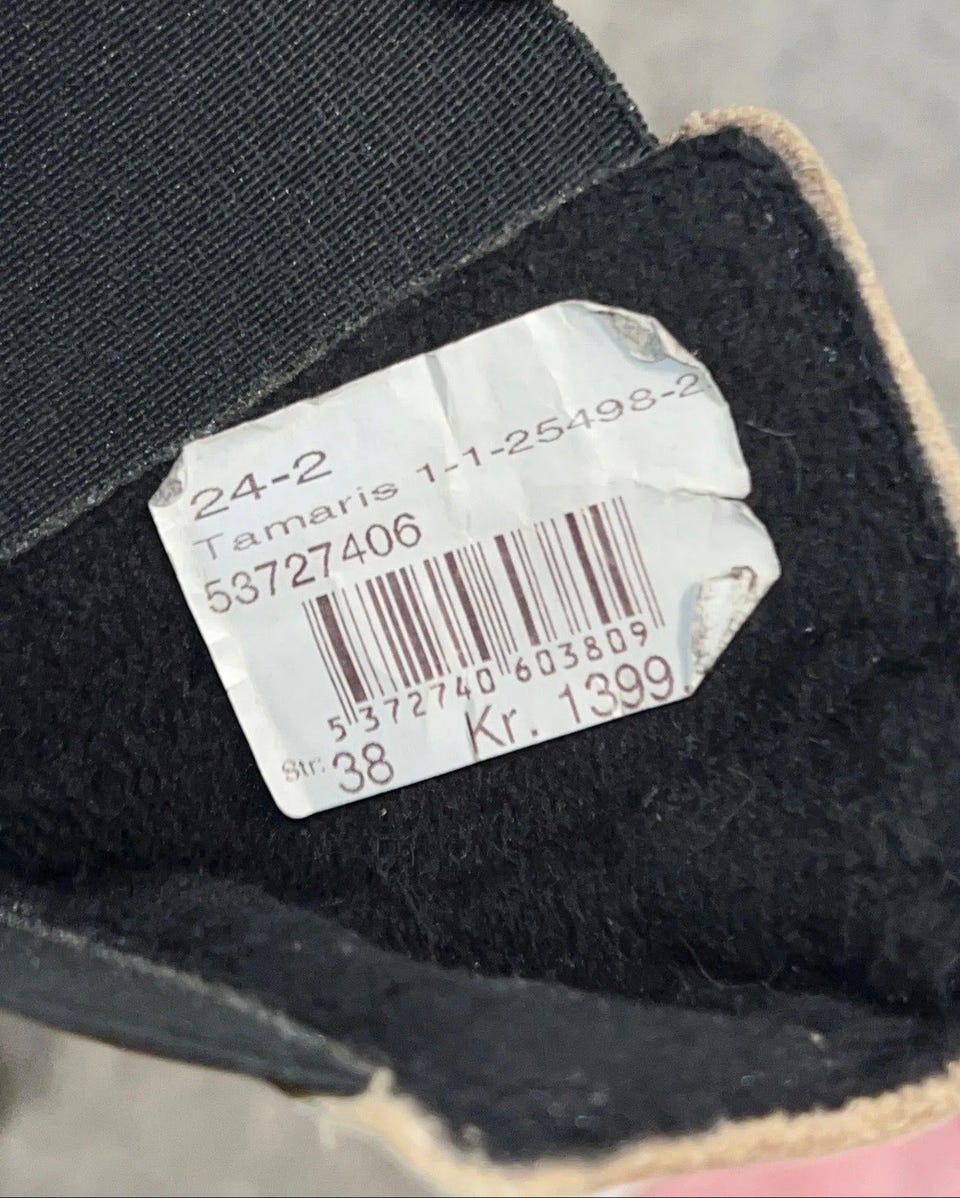 24-2
Tamaris 1-1-25498-2
53727406
5 372740 603809
Str: 38 Kr. 1399.